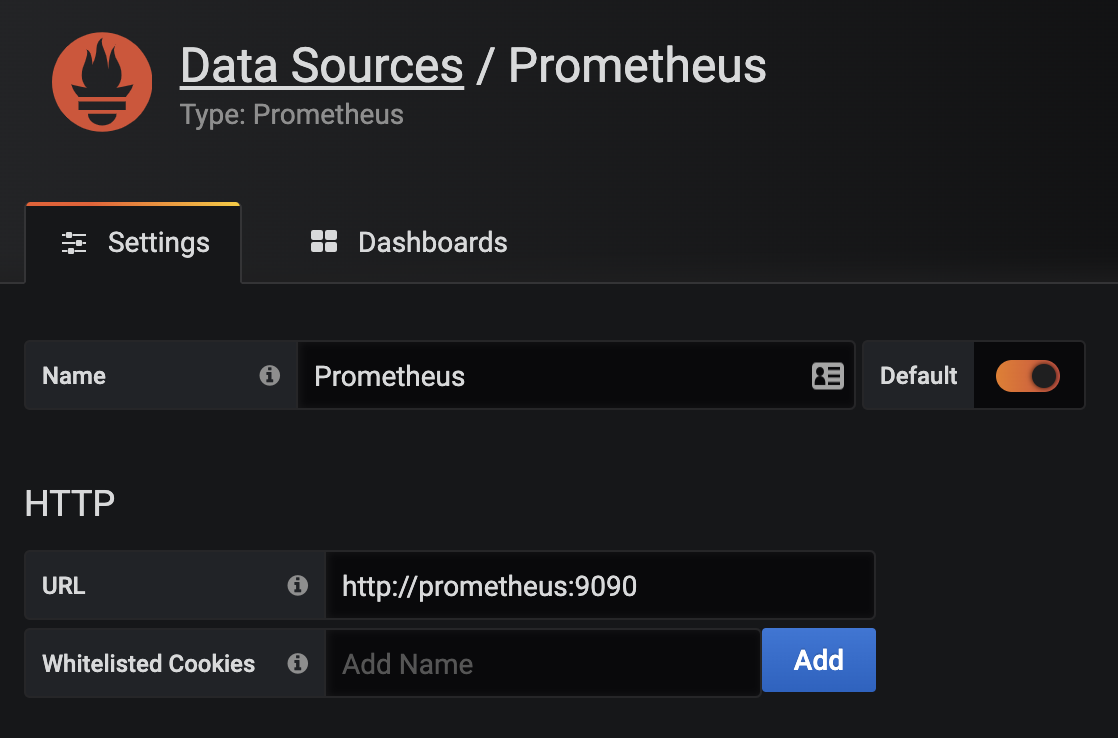 Data Sources / Prometheus
Type: Prometheus
Settings
Dashboards
Name
Prometheus
Default
HTTP
URL
http://prometheus:9090
Whitelisted Cookies
Add Name
Add